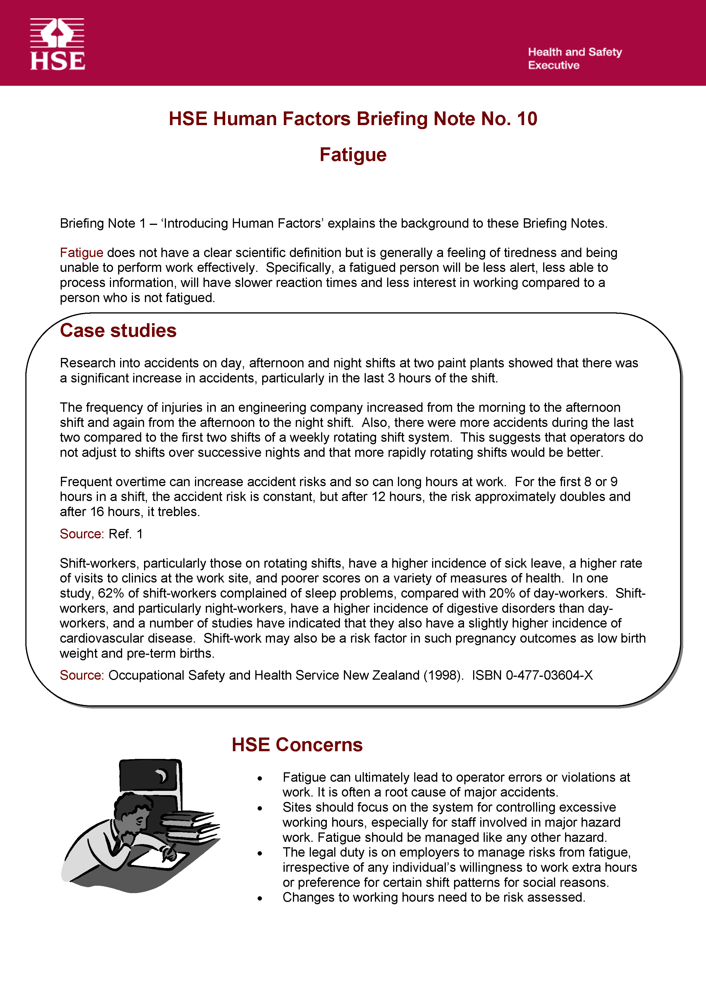 HSE
Health and Safety
Executive
HSE Human Factors Briefing Note No. 10
Fatigue
Briefing Note 1 – ‘Introducing Human Factors’ explains the background to these Briefing Notes.
Fatigue does not have a clear scientific definition but is generally a feeling of tiredness and being
unable to perform work effectively.  Specifically, a fatigued person will be less alert, less able to
process information, will have slower reaction times and less interest in working compared to a
person who is not fatigued.
Case studies
Research into accidents on day, afternoon and night shifts at two paint plants showed that there was
a significant increase in accidents, particularly in the last 3 hours of the shift.
The frequency of injuries in an engineering company increased from the morning to the afternoon
shift and again from the afternoon to the night shift.  Also, there were more accidents during the last
two compared to the first two shifts of a weekly rotating shift system.  This suggests that operators do
not adjust to shifts over successive nights and that more rapidly rotating shifts would be better.
Frequent overtime can increase accident risks and so can long hours at work.  For the first 8 or 9
hours in a shift, the accident risk is constant, but after 12 hours, the risk approximately doubles and
after 16 hours, it trebles.
Source: Ref. 1
Shift-workers, particularly those on rotating shifts, have a higher incidence of sick leave, a higher rate
of visits to clinics at the work site, and poorer scores on a variety of measures of health.  In one
study, 62% of shift-workers complained of sleep problems, compared with 20% of day-workers.  Shift-
workers, and particularly night-workers, have a higher incidence of digestive disorders than day-
workers, and a number of studies have indicated that they also have a slightly higher incidence of
cardiovascular disease.  Shift-work may also be a risk factor in such pregnancy outcomes as low birth
weight and pre-term births.
Source: Occupational Safety and Health Service New Zealand (1998).  ISBN 0-477-03604-X
HSE Concerns
• Fatigue can ultimately lead to operator errors or violations at
work. It is often a root cause of major accidents.
• Sites should focus on the system for controlling excessive
working hours, especially for staff involved in major hazard
work. Fatigue should be managed like any other hazard.
• The legal duty is on employers to manage risks from fatigue,
irrespective of any individual’s willingness to work extra hours
or preference for certain shift patterns for social reasons.
• Changes to working hours need to be risk assessed.